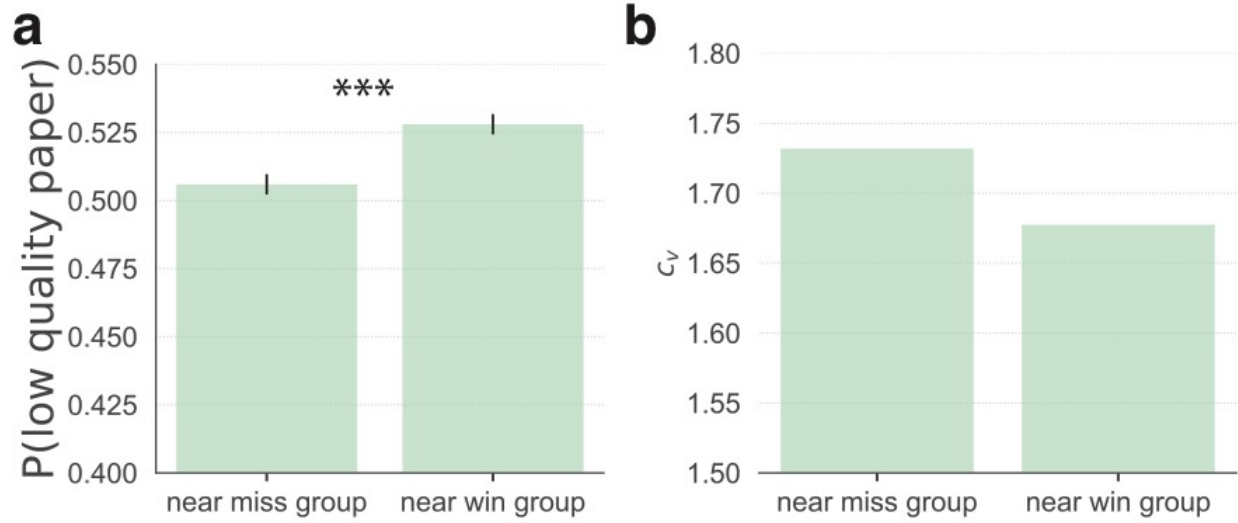 a
P(low quality paper)
0.550
0.525
0.500
0.475
0.450
0.425
0.400
***
near miss group
near win group
b
c_v
1.80
1.75
1.70
1.65
1.60
1.55
1.50
near miss group
near win group